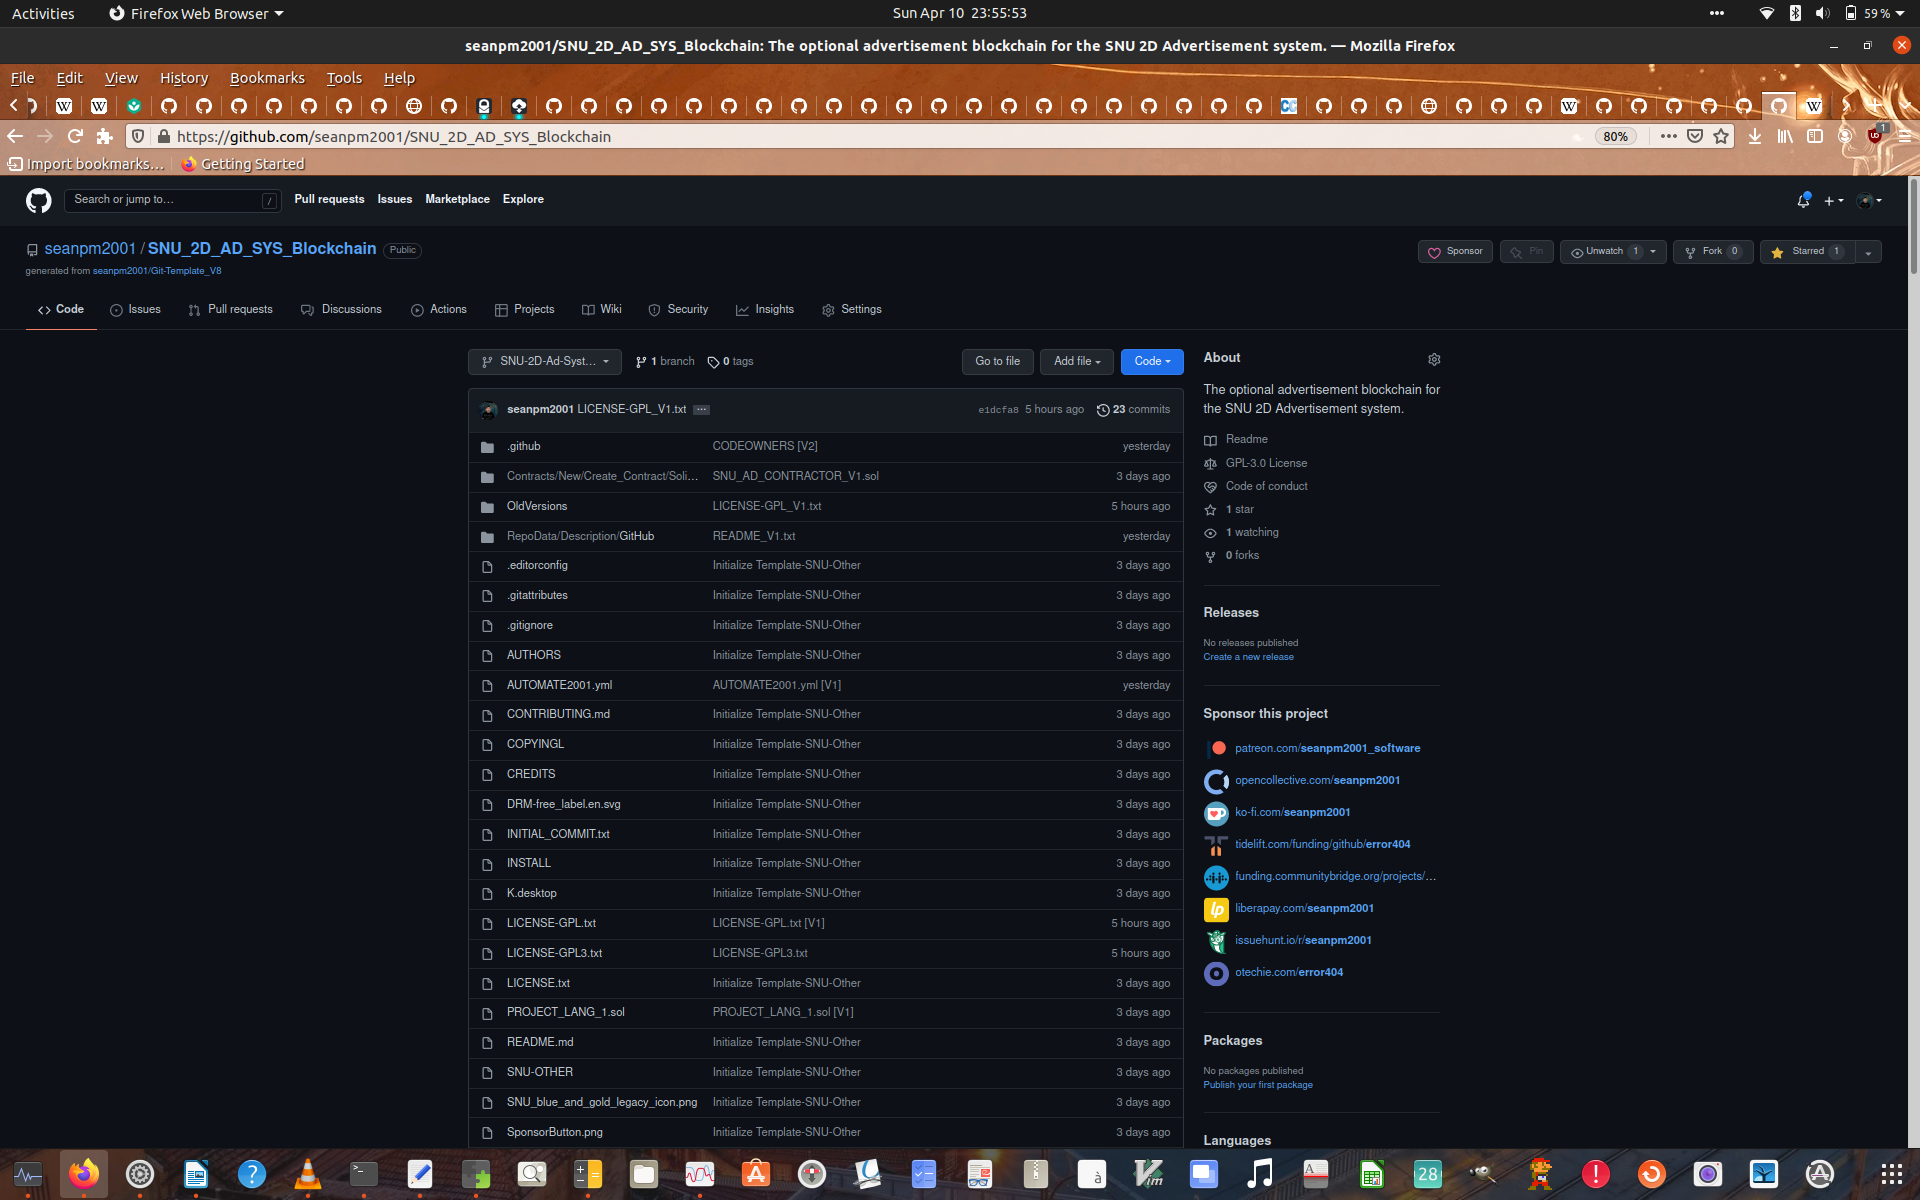 Activities
Firefox Web Browser
Sun Apr 10  23:55:53
59 %
seanpm2001/SNU_2D_AD_SYS_Blockchain: The optional advertisement blockchain for the SNU 2D Advertisement system. — Mozilla Firefox
File Edit View History Bookmarks Tools Help
https://github.com/seanpm2001/SNU_2D_AD_SYS_Blockchain
80%
1
Import bookmarks…
Getting Started
Search or jump to…
/
Pull requests Issues Marketplace Explore
seanpm2001 / SNU_2D_AD_SYS_Blockchain
Public
generated from seanpm2001/Git-Template_V8
Sponsor
Pin
Unwatch 1
Fork 0
Starred 1
Code
Issues
Pull requests
Discussions
Actions
Projects
Wiki
Security
Insights
Settings
SNU-2D-Ad-Syst…
1 branch
0 tags
Go to file
Add file
Code
seanpm2001 LICENSE-GPL_V1.txt
e1dcfa8 5 hours ago
23 commits
.github CODEOWNERS [V2] yesterday
Contracts/New/Create_Contract/Soli… SNU_AD_CONTRACTOR_V1.sol 3 days ago
OldVersions LICENSE-GPL_V1.txt 5 hours ago
RepoData/Description/GitHub README_V1.txt yesterday
.editorconfig Initialize Template-SNU-Other 3 days ago
.gitattributes Initialize Template-SNU-Other 3 days ago
.gitignore Initialize Template-SNU-Other 3 days ago
AUTHORS Initialize Template-SNU-Other 3 days ago
AUTOMATE2001.yml AUTOMATE2001.yml [V1] yesterday
CONTRIBUTING.md Initialize Template-SNU-Other 3 days ago
COPYINGL Initialize Template-SNU-Other 3 days ago
CREDITS Initialize Template-SNU-Other 3 days ago
DRM-free_label.en.svg Initialize Template-SNU-Other 3 days ago
INITIAL_COMMIT.txt Initialize Template-SNU-Other 3 days ago
INSTALL Initialize Template-SNU-Other 3 days ago
K.desktop Initialize Template-SNU-Other 3 days ago
LICENSE-GPL.txt LICENSE-GPL.txt [V1] 5 hours ago
LICENSE-GPL3.txt LICENSE-GPL3.txt 5 hours ago
LICENSE.txt Initialize Template-SNU-Other 3 days ago
PROJECT_LANG_1.sol PROJECT_LANG_1.sol [V1] 3 days ago
README.md Initialize Template-SNU-Other 3 days ago
SNU-OTHER Initialize Template-SNU-Other 3 days ago
SNU_blue_and_gold_legacy_icon.png Initialize Template-SNU-Other 3 days ago
SponsorButton.png Initialize Template-SNU-Other 3 days ago
About
The optional advertisement blockchain for
the SNU 2D Advertisement system.
Readme
GPL-3.0 License
Code of conduct
1 star
1 watching
0 forks
Releases
No releases published
Create a new release
Sponsor this project
patreon.com/seanpm2001_software
opencollective.com/seanpm2001
ko-fi.com/seanpm2001
tidelift.com/funding/github/error404
funding.communitybridge.org/projects/…
liberapay.com/seanpm2001
issuehunt.io/r/seanpm2001
otechie.com/error404
Packages
No packages published
Publish your first package
Languages
28